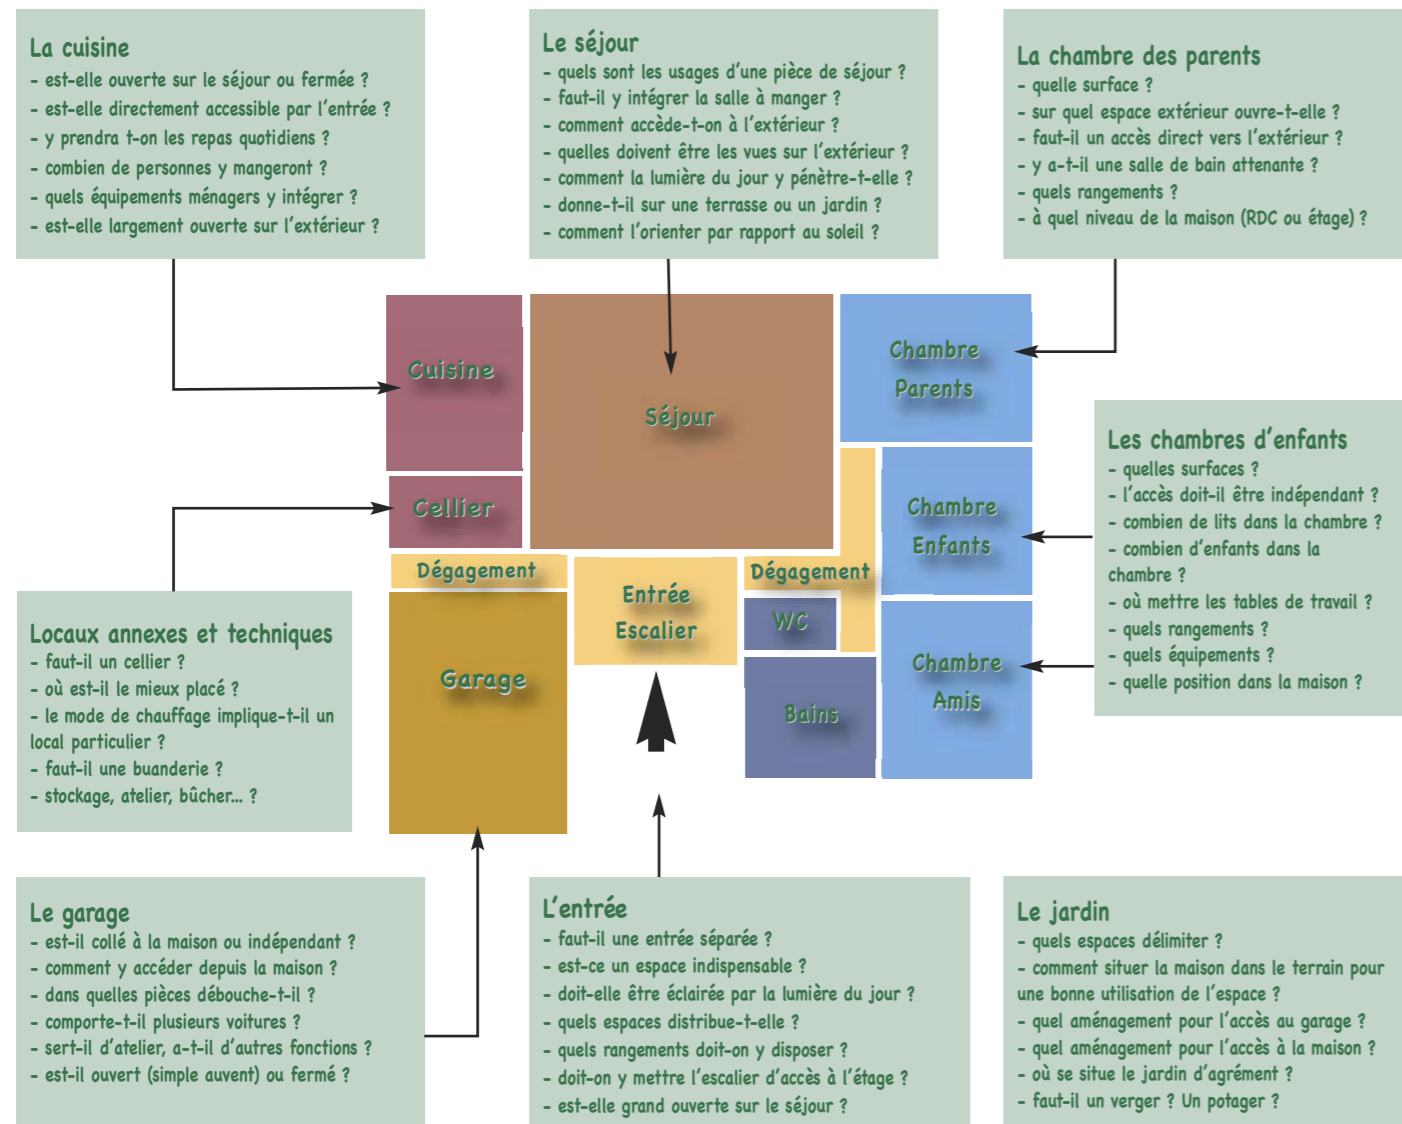 La cuisine
- est-elle ouverte sur le séjour ou fermée ?
- est-elle directement accessible par l'entrée ?
- y prendra t-on les repas quotidiens ?
- combien de personnes y mangeront ?
- quels équipements ménagers y intégrer ?
- est-elle largement ouverte sur l'extérieur ?
Le séjour
- quels sont les usages d'une pièce de séjour ?
- faut-il y intégrer la salle à manger ?
- comment accède-t-on à l'extérieur ?
- quelles doivent être les vues sur l'extérieur ?
- comment la lumière du jour y pénètre-t-elle ?
- donne-t-il sur une terrasse ou un jardin ?
- comment l'orienter par rapport au soleil ?
La chambre des parents
- quelle surface ?
- sur quel espace extérieur ouvre-t-elle ?
- faut-il un accès direct vers l'extérieur ?
- y a-t-il une salle de bain attenante ?
- quels rangements ?
- à quel niveau de la maison (RDC ou étage) ?
Cuisine
Séjour
Chambre
Parents
Cellier
Chambre
Enfants
Dégagement
Entrée
Escalier
Dégagement
WC
Garage
Bains
Chambre
Amis
Les chambres d'enfants
- quelles surfaces ?
- l'accès doit-il être indépendant ?
- combien de lits dans la chambre ?
- combien d'enfants dans la
chambre ?
- où mettre les tables de travail ?
- quels rangements ?
- quels équipements ?
- quelle position dans la maison ?
Locaux annexes et techniques
- faut-il un cellier ?
- où est-il le mieux placé ?
- le mode de chauffage implique-t-il un
local particulier ?
- faut-il une buanderie ?
- stockage, atelier, bûcher... ?
Le garage
- est-il collé à la maison ou indépendant ?
- comment y accéder depuis la maison ?
- dans quelles pièces débouche-t-il ?
- comporte-t-il plusieurs voitures ?
- sert-il d'atelier, a-t-il d'autres fonctions ?
- est-il ouvert (simple auvent) ou fermé ?
L'entrée
- faut-il une entrée séparée ?
- est-ce un espace indispensable ?
- doit-elle être éclairée par la lumière du jour ?
- quels espaces distribue-t-elle ?
- quels rangements doit-on y disposer ?
- doit-on y mettre l'escalier d'accès à l'étage ?
- est-elle grand ouverte sur le séjour ?
Le jardin
- quels espaces délimiter ?
- comment situer la maison dans le terrain pour
une bonne utilisation de l'espace ?
- quel aménagement pour l'accès au garage ?
- quel aménagement pour l'accès à la maison ?
- où se situe le jardin d'agrément ?
- faut-il un verger ? Un potager ?